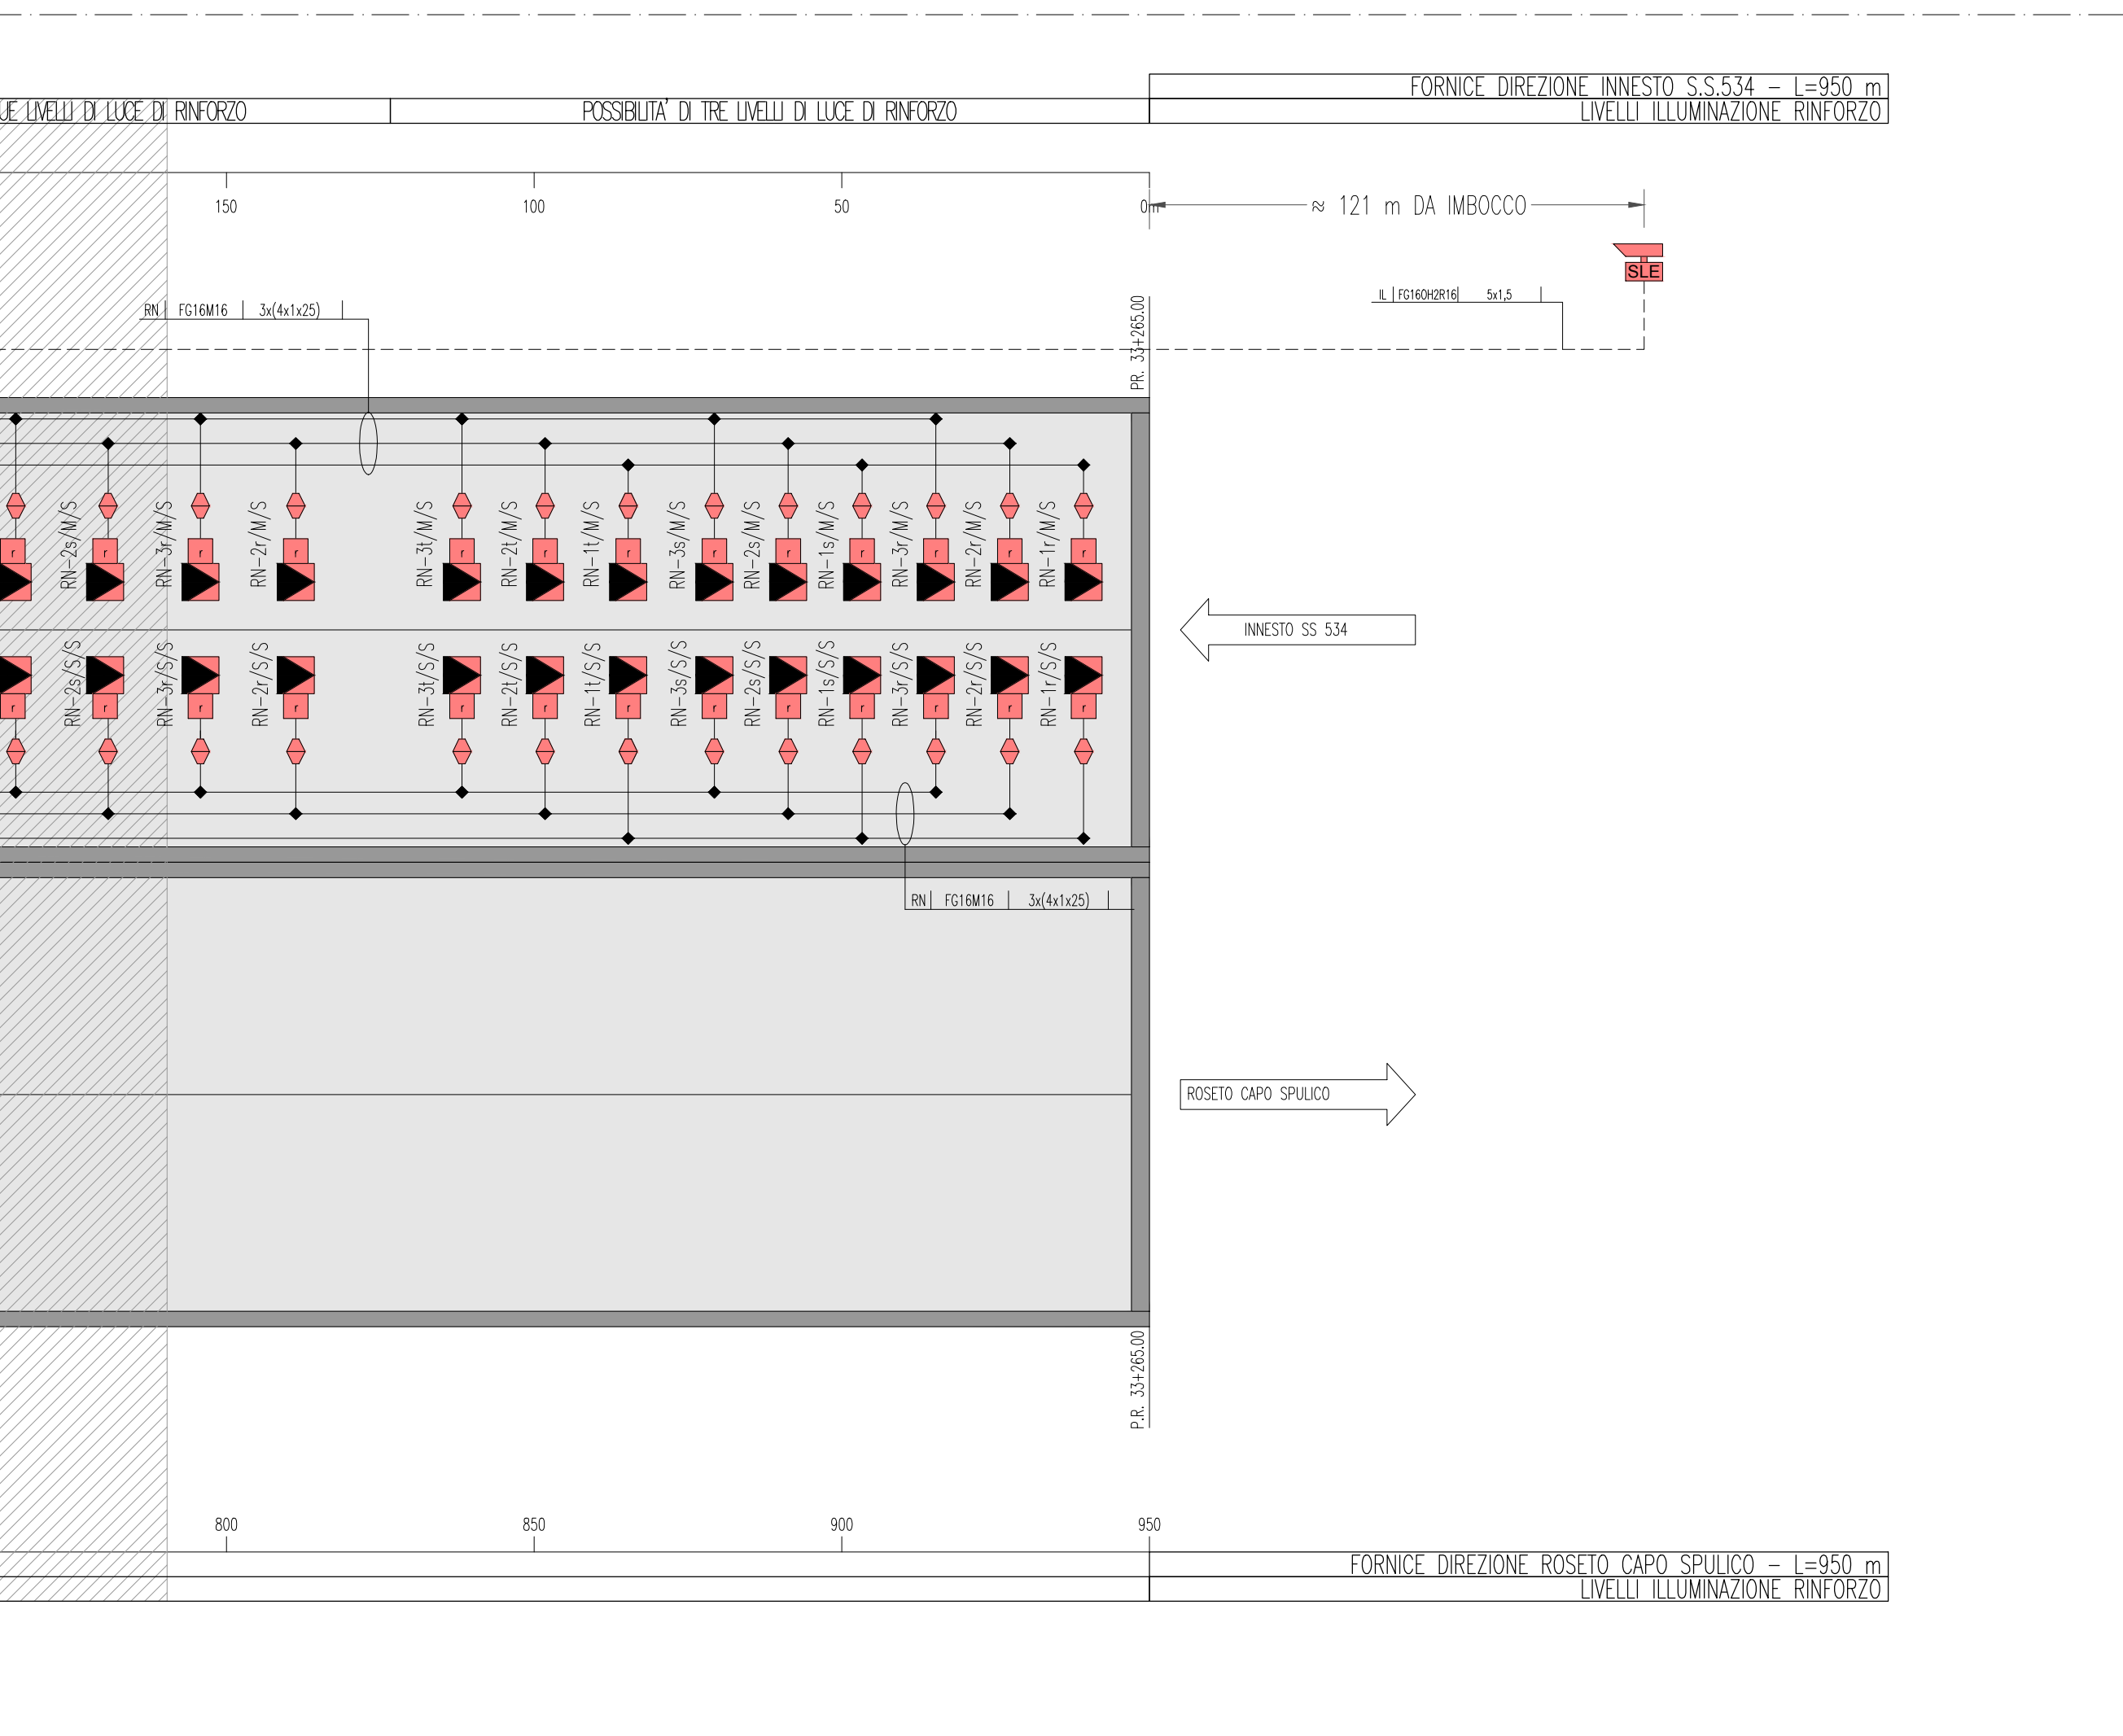 FORNICE DIREZIONE INNESTO S.S.534 – L=950 m
UE LIVELLI DI LUCE DI RINFORZO
POSSIBILITA' DI TRE LIVELLI DI LUCE DI RINFORZO
LIVELLI ILLUMINAZIONE RINFORZO
150
100
50
0m
≈ 121 m DA IMBOCCO
SLE
RN FG16M16 3x(4x1x25)
IL FG16OH2R16 5x1,5
PR. 33+265.00
RN-2s/M/S
RN-3r/M/S
RN-2r/M/S
RN-3t/M/S
RN-2t/M/S
RN-1t/M/S
RN-3s/M/S
RN-2s/M/S
RN-1s/M/S
RN-3r/M/S
RN-2r/M/S
RN-1r/M/S
r r r r r r r r r r r r r
INNESTO SS 534
RN-2s/S/S
RN-3r/S/S
RN-2r/S/S
RN-3t/S/S
RN-2t/S/S
RN-1t/S/S
RN-3s/S/S
RN-2s/S/S
RN-1s/S/S
RN-3r/S/S
RN-2r/S/S
RN-1r/S/S
r r r r r r r r r r r r r
RN FG16M16 3x(4x1x25)
ROSETO CAPO SPULICO
P.R. 33+265.00
800
850
900
950
FORNICE DIREZIONE ROSETO CAPO SPULICO – L=950 m
LIVELLI ILLUMINAZIONE RINFORZO